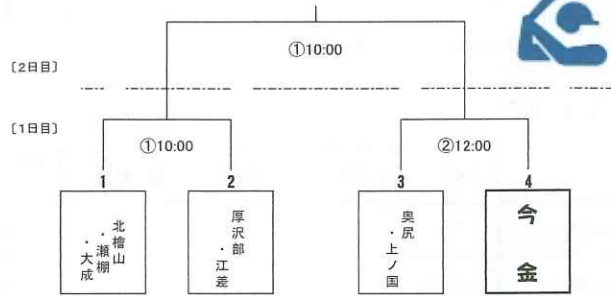 ①10:00
〔2日目〕
〔1日目〕
①10:00
②12:00
1
2
3
4
北檜山
・瀬棚
・大成
厚沢部
・江差
奥尻
・上ノ国
今金